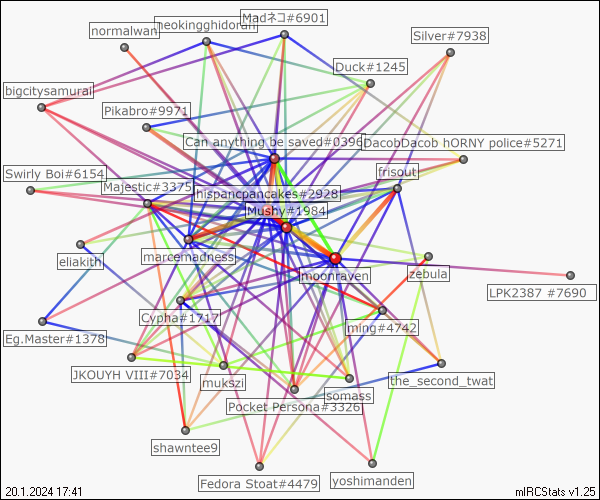 Madネコ#6901
neokingghidorah
normalwan
Silver#7938
Duck#1245
bigcitysamurai
Pikabro#9971
Can anything be saved#0396
DacobDacob hORNY police#5271
Swirly Boi#6154
frisout
Majestic#3375
hispancpancakes#2928
Mushy#1984
marcemadness
eliakith
moonraven
zebula
LPK2387 #7690
Cypha#1717
ming#4742
Eg.Master#1378
JKOUYH VIII#7034
mukszi
the_second_twat
somass
Pocket Persona#3326
shawntee9
Fedora Stoat#4479
yoshimanden
20.1.2024 17:41
mIRCStats v1.25